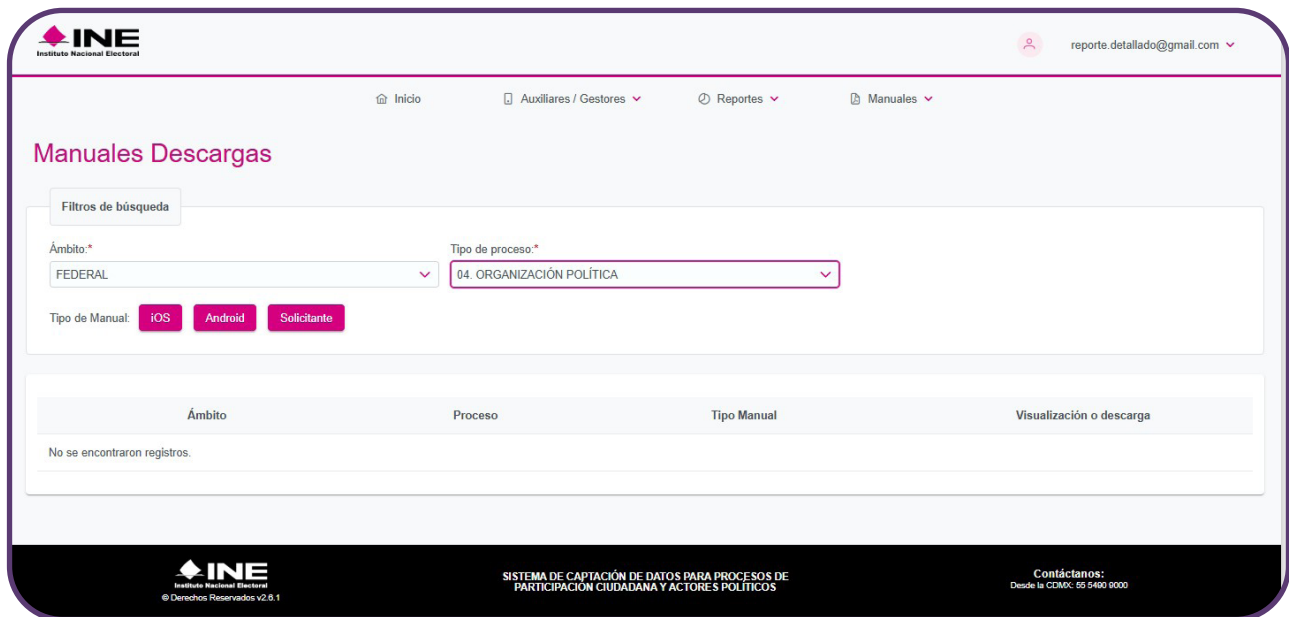 INE
Instituto Nacional Electoral
reporte.detallado@gmail.com
Inicio
Auxiliares / Gestores
Reportes
Manuales
Manuales Descargas
Filtros de búsqueda
Ámbito:*
Tipo de proceso:*
FEDERAL
04. ORGANIZACIÓN POLÍTICA
Tipo de Manual: iOS Android Solicitante
Ámbito Proceso Tipo Manual Visualización o descarga
No se encontraron registros.
INE
Instituto Nacional Electoral
© Derechos Reservados v2.6.1
SISTEMA DE CAPTACIÓN DE DATOS PARA PROCESOS DE
PARTICIPACIÓN CIUDADANA Y ACTORES POLÍTICOS
Contáctanos:
Desde la CDMX: 55 5490 9000